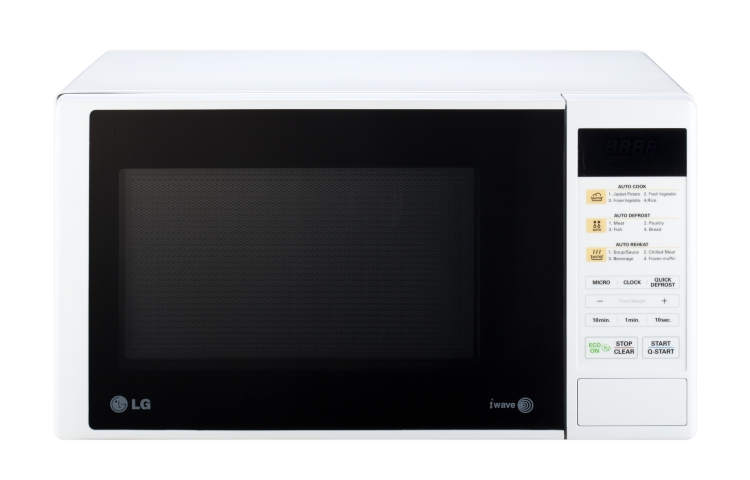 AUTO COOK
1. Jacket Potato 2. Fresh Vegetable
3. Frozen Vegetable 4. Rice
AUTO DEFROST
1. Meat 2. Poultry
3. Fish 4. Bread
AUTO
AUTO REHEAT
1. Soup/Sauce 2. Chilled Meal
3. Beverage 4. Frozen muffin
MICRO CLOCK QUICK DEFROST
− +
10min. 1min. 10sec.
ECO ON STOP CLEAR START Q-START
LG
i wave